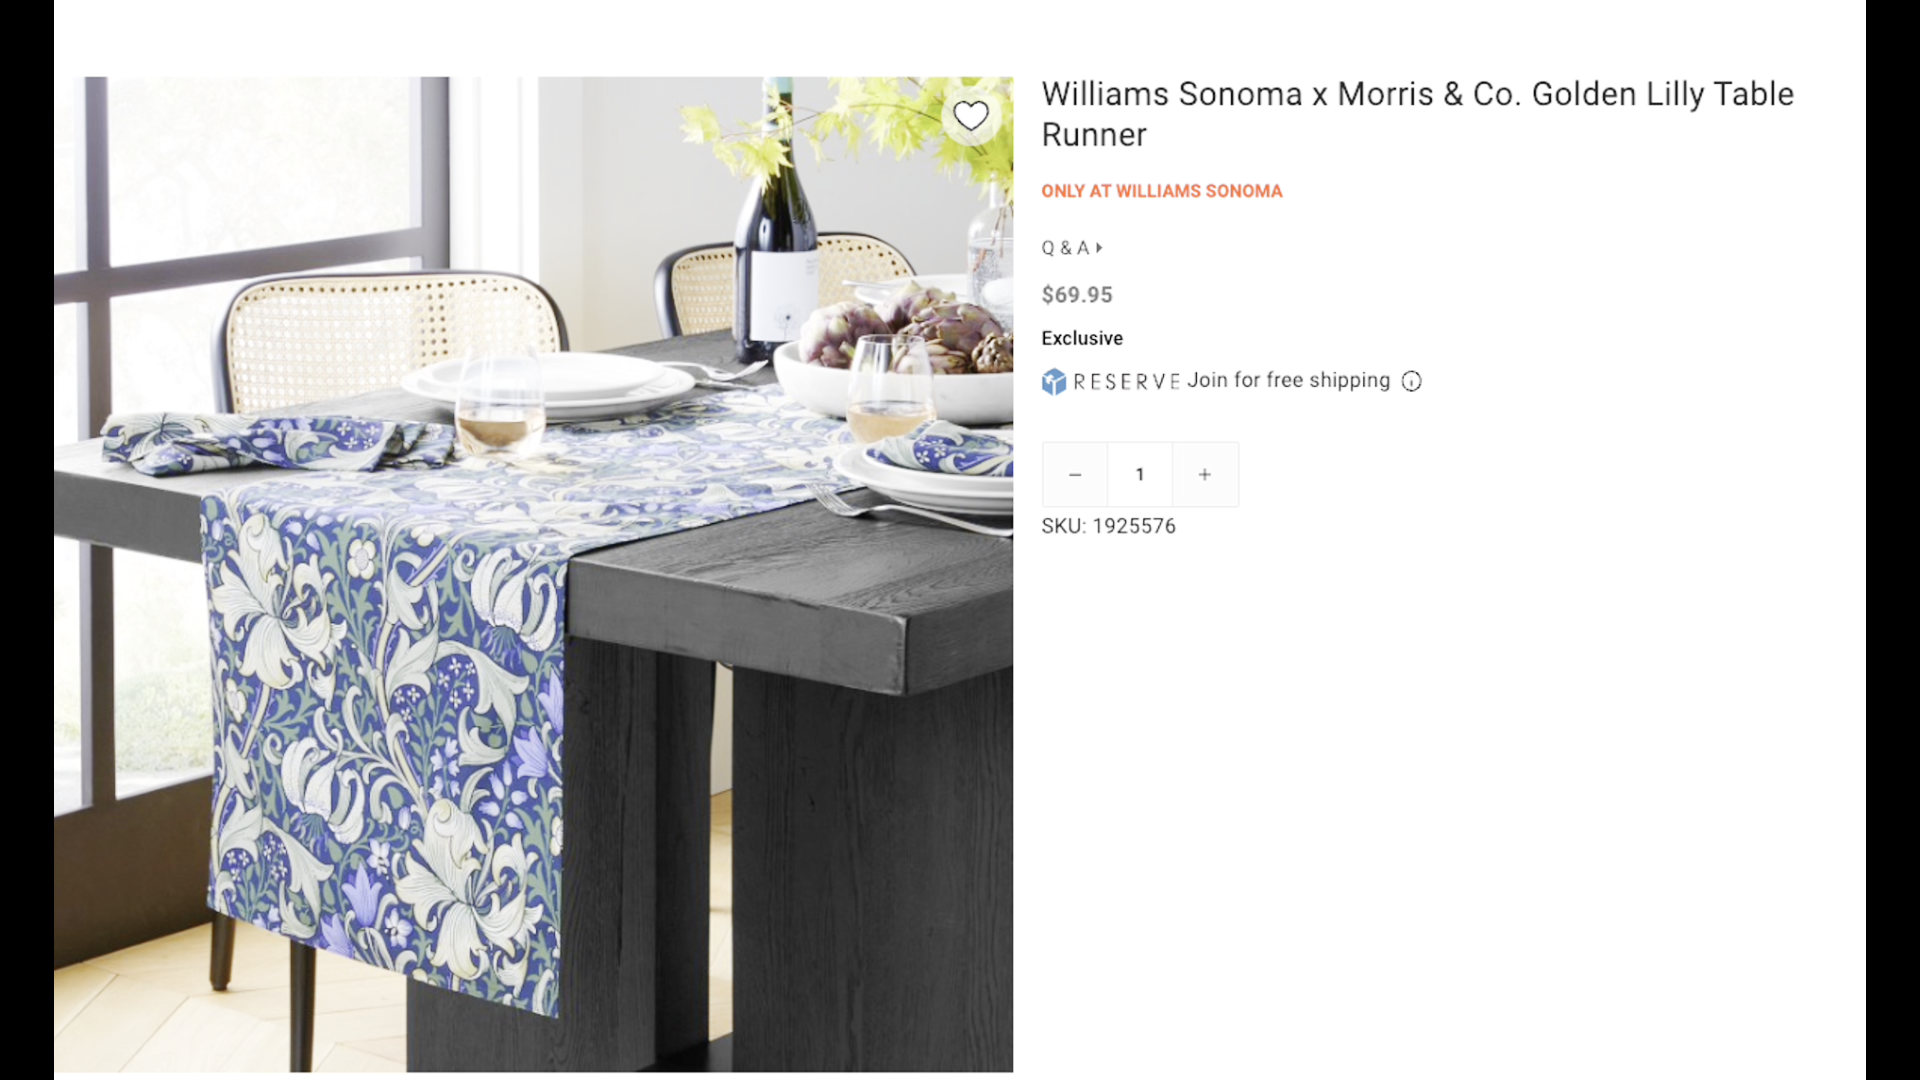 Williams Sonoma x Morris & Co. Golden Lilly Table
Runner
ONLY AT WILLIAMS SONOMA
Q & A
$69.95
Exclusive
RESERVE Join for free shipping
− 1 +
SKU: 1925576